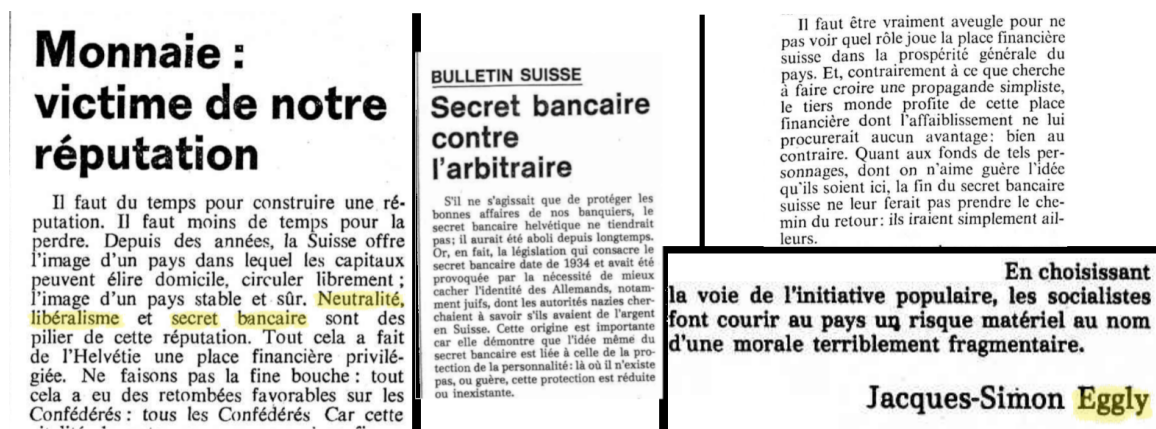 Monnaie :
victime de notre
réputation
Il faut du temps pour construire une ré-
putation. Il faut moins de temps pour la
perdre. Depuis des années, la Suisse offre
l'image d'un pays dans lequel les capitaux
peuvent élire domicile, circuler librement ;
l'image d'un pays stable et sûr. Neutralité,
libéralisme et secret bancaire sont des
pilier de cette réputation. Tout cela a fait
de l'Helvétie une place financière privilé-
giée. Ne faisons pas la fine bouche : tout
cela a eu des retombées favorables sur les
Confédérés : tous les Confédérés Car cette
BULLETIN SUISSE
Secret bancaire
contre
l'arbitraire
S'il ne s'agissait que de protéger les
bonnes affaires de nos banquiers, le
secret bancaire helvétique ne tiendrait
pas; il aurait été aboli depuis longtemps.
Or, en fait, la législation qui consacre le
secret bancaire date de 1934 et avait été
provoquée par la nécessité de mieux
cacher l'identité des Allemands, notam-
ment juifs, dont les autorités nazies cher-
chaient à savoir s'ils avaient de l'argent
en Suisse. Cette origine est importante
car elle démontre que l'idée même du
secret bancaire est liée à celle de la pro-
tection de la personnalité: là où il n'existe
pas, ou guère, cette protection est réduite
ou inexistante.
Il faut être vraiment aveugle pour ne
pas voir quel rôle joue la place financière
suisse dans la prospérité générale du
pays. Et, contrairement à ce que cherche
à faire croire une propagande simpliste,
le tiers monde profite de cette place
financière dont l'affaiblissement ne lui
procurerait aucun avantage: bien au
contraire. Quant aux fonds de tels per-
sonnages, dont on n'aime guère l'idée
qu'ils soient ici, la fin du secret bancaire
suisse ne leur ferait pas prendre le che-
min du retour: ils iraient simplement ail-
leurs.
En choisissant
la voie de l'initiative populaire, les socialistes
font courir au pays un risque matériel au nom
d'une morale terriblement fragmentaire.
Jacques-Simon Eggly